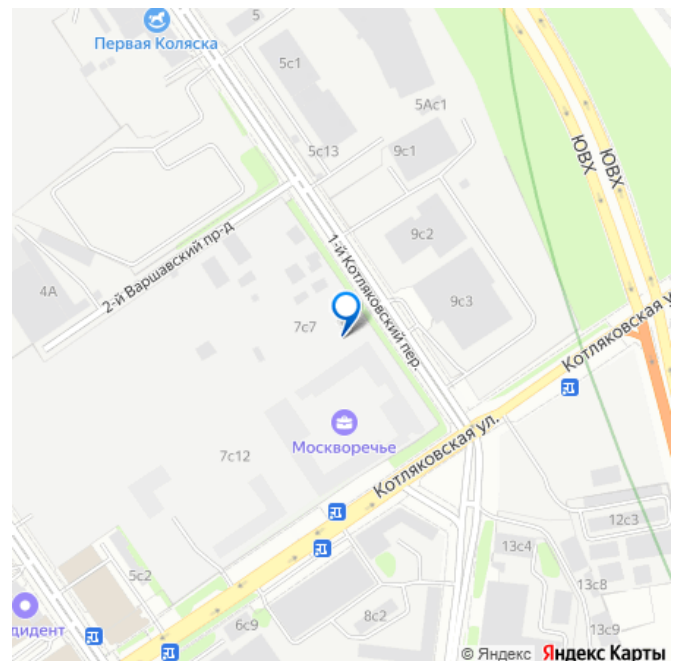 5
Первая Коляска
5с1
5Ас1
5с13
9с1
ЮВХ
ЮВХ
2-й Варшавский пр-д
1-й Котляковский пер.
9с2
4А
9с3
7с7
Котляковская у
Москворечье
Котляковская ул.
7с12
12с3
13с4
5с2
13с8
дидент
8с2
6с9
13с9
© Яндекс Яндекс Карты